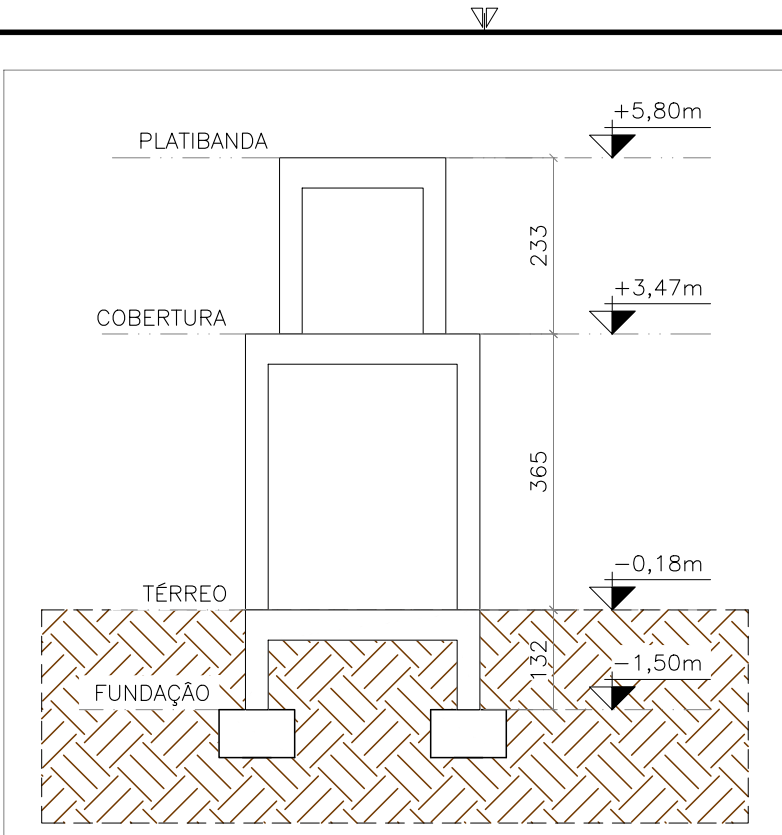 +5,80m
PLATIBANDA
233
+3,47m
COBERTURA
365
-0,18m
TÉRREO
132
-1,50m
FUNDAÇÃO